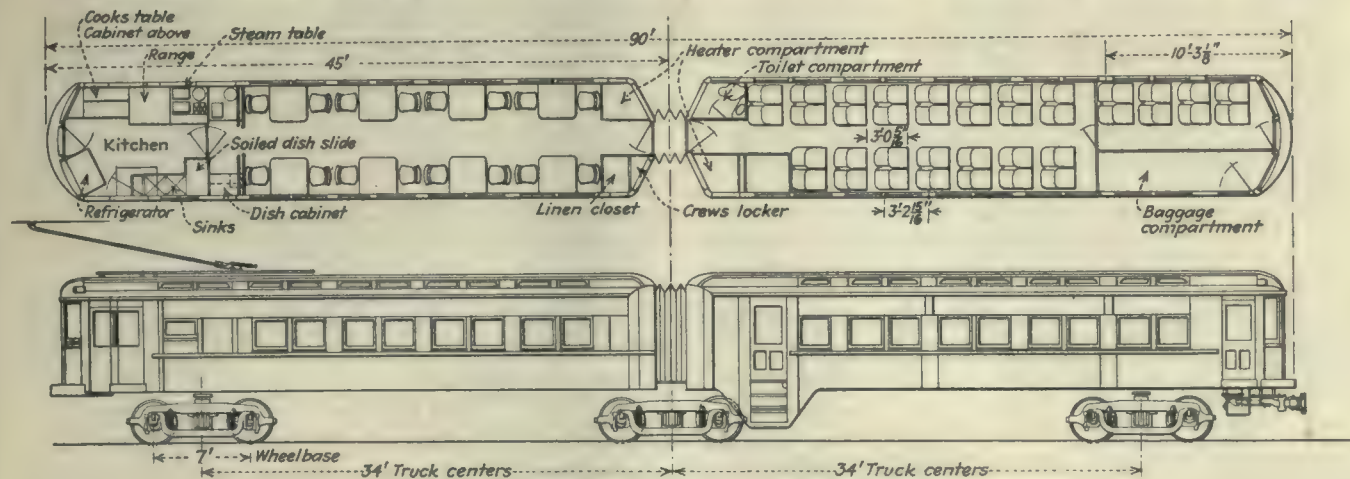 Cooks table
Cabinet above
Steam table
Range
90'
45'
Heater compartment
Toilet compartment
10'-3 1/8"
Kitchen
Soiled dish slide
3'-0 5/16"
Refrigerator
Sinks
Dish cabinet
Linen closet
Crews locker
3'-2 15/16"
Baggage
compartment
7'
Wheelbase
34' Truck centers
34' Truck centers